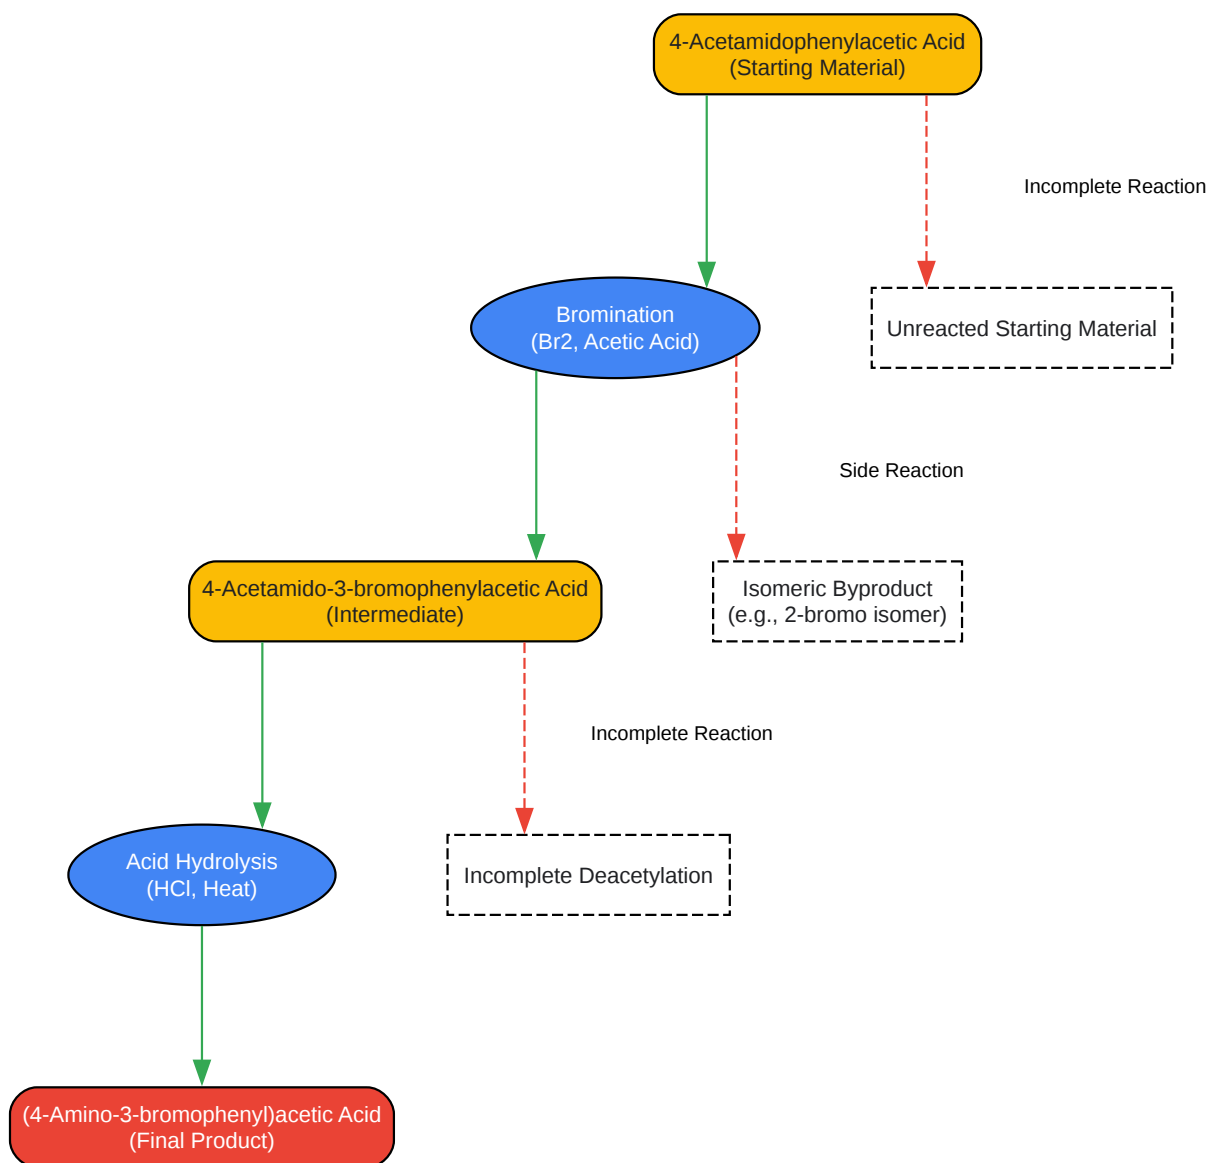 4-Acetamidophenylacetic Acid
(Starting Material)
Incomplete Reaction
Bromination
(Br2, Acetic Acid)
Unreacted Starting Material
Side Reaction
4-Acetamido-3-bromophenylacetic Acid
(Intermediate)
Isomeric Byproduct
(e.g., 2-bromo isomer)
Incomplete Reaction
Acid Hydrolysis
(HCl, Heat)
Incomplete Deacetylation
(4-Amino-3-bromophenyl)acetic Acid
(Final Product)